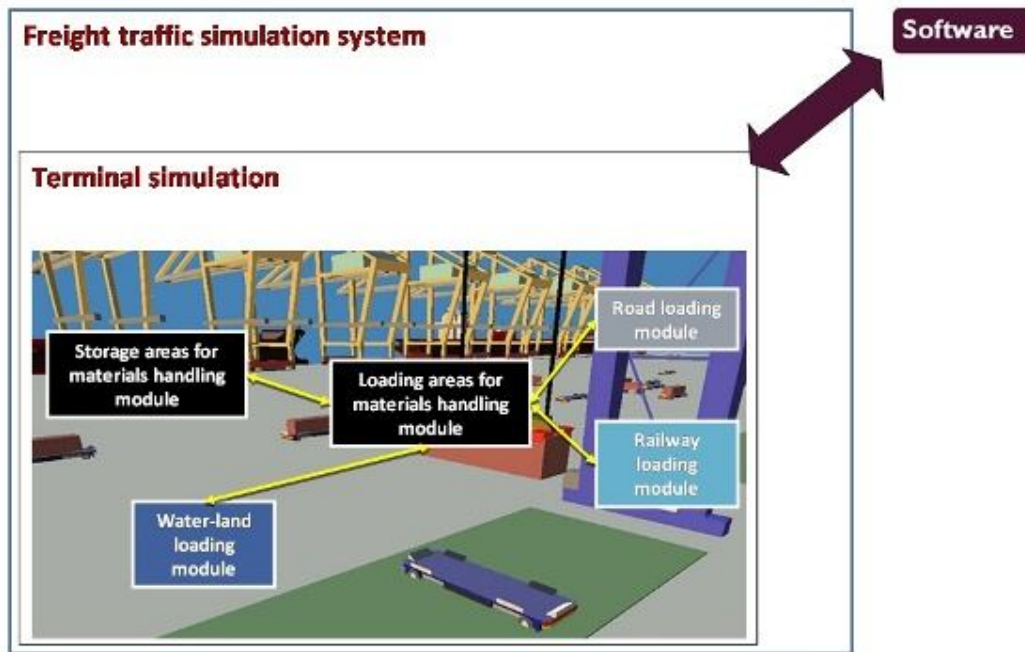 Freight traffic simulation system
Software
Terminal simulation
Road loading
module
Storage areas for
materials handling
module
Loading areas for
materials handling
module
Railway
loading
module
Water-land
loading
module